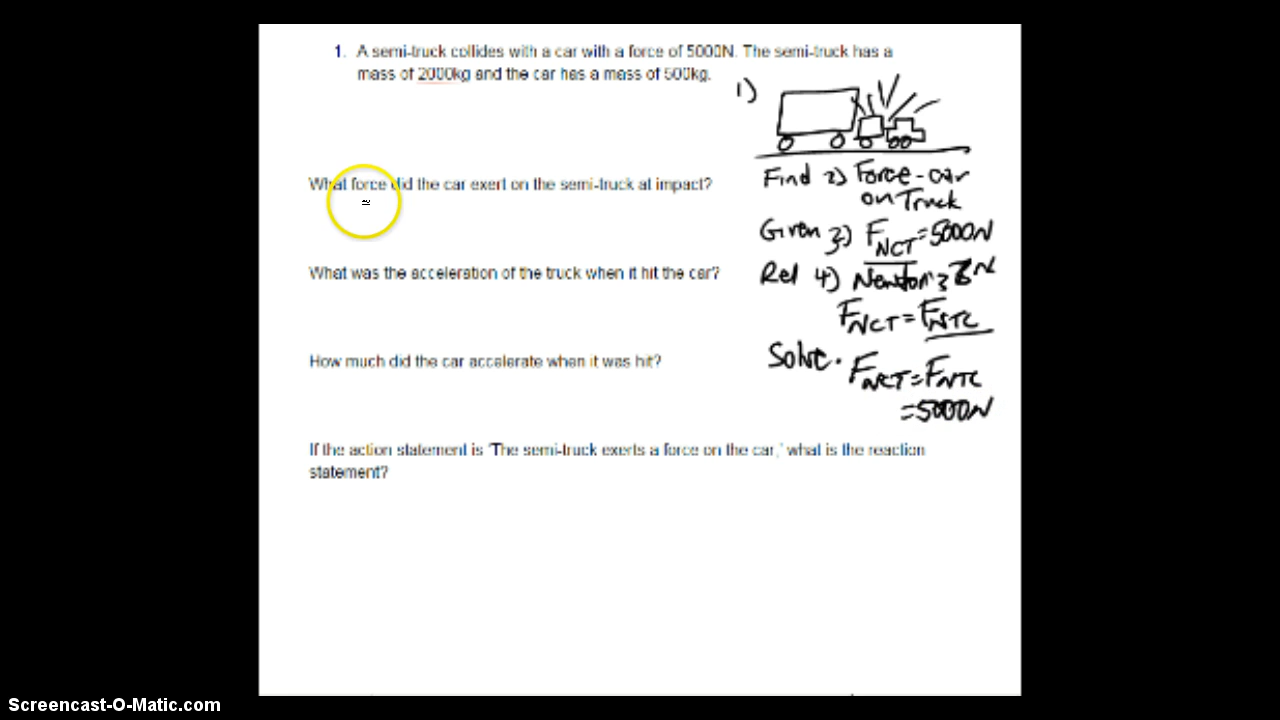 1. A semi-truck collides with a car with a force of 5000N. The semi-truck has a
mass of 2000kg and the car has a mass of 500kg.
1)
What force did the car exert on the semi-truck at impact?
Find 2) Force-car
on Truck
Given 3) FNCT=5000N
What was the acceleration of the truck when it hit the car?
Rel 4) Newton's
FNCT=FNTC
How much did the car accelerate when it was hit?
Solve. FNCT=FNTC
=5000N
If the action statement is 'The semi-truck exerts a force on the car,' what is the reaction
statement?
Screencast-O-Matic.com